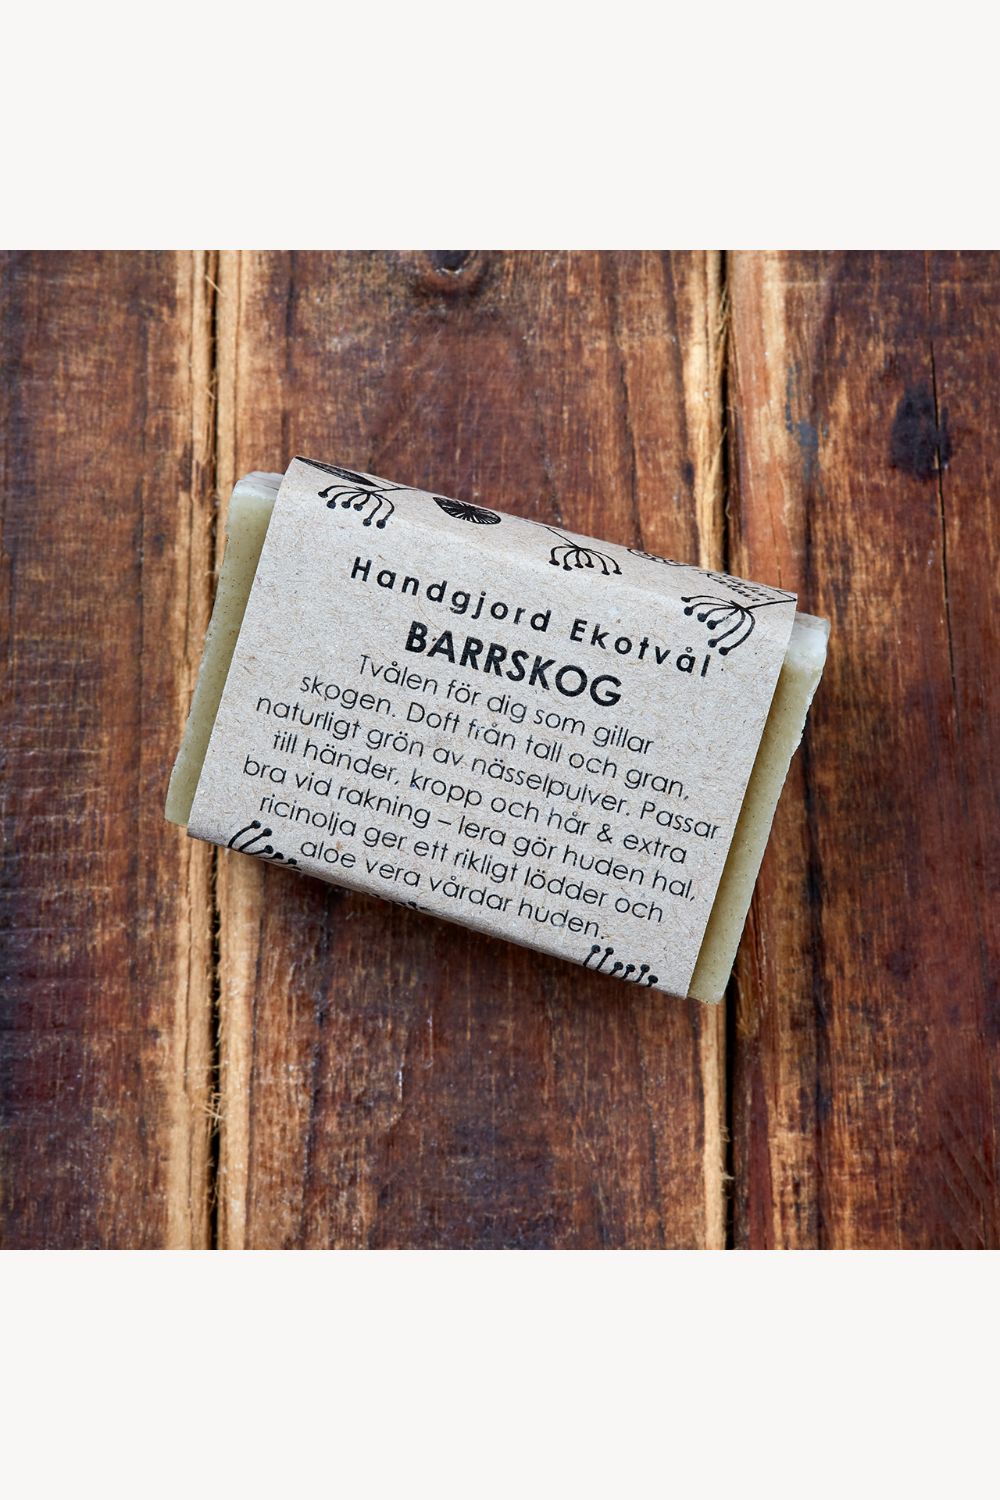 Handgjord Ekotvål
BARRSKOG
Tvålen för dig som gillar
skogen. Doft från tall och gran,
naturligt grön av nässelpulver. Passar
till händer, kropp och hår & extra
bra vid rakning – lera gör huden hal,
ricinolja ger ett rikligt lödder och
aloe vera vårdar huden.